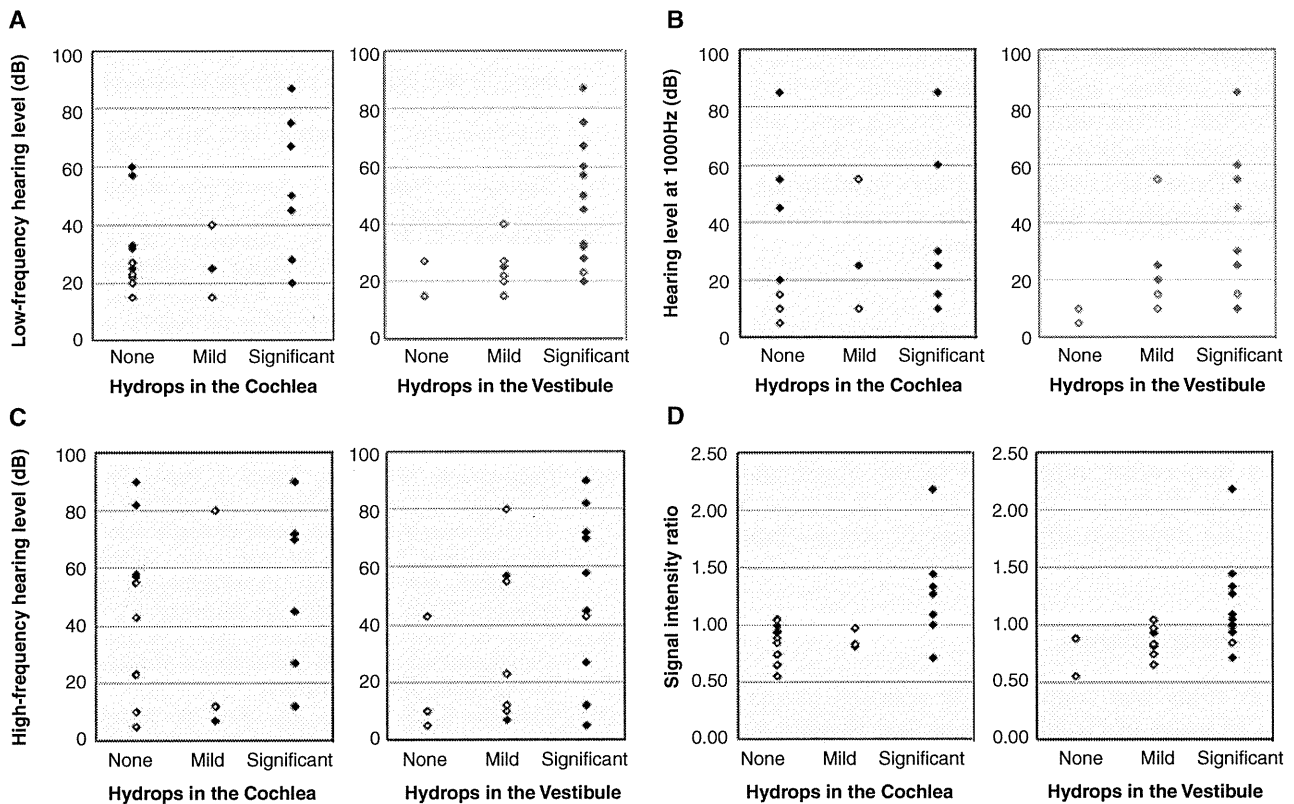 A
Low-frequency hearing level (dB)
100
80
60
40
20
0
None Mild Significant
Hydrops in the Cochlea
100
80
60
40
20
0
None Mild Significant
Hydrops in the Vestibule
B
Hearing level at 1000Hz (dB)
100
80
60
40
20
0
None Mild Significant
Hydrops in the Cochlea
100
80
60
40
20
0
None Mild Significant
Hydrops in the Vestibule
C
High-frequency hearing level (dB)
100
80
60
40
20
0
None Mild Significant
Hydrops in the Cochlea
100
80
60
40
20
0
None Mild Significant
Hydrops in the Vestibule
D
Signal intensity ratio
2.50
2.00
1.50
1.00
0.50
0.00
None Mild Significant
Hydrops in the Cochlea
2.50
2.00
1.50
1.00
0.50
0.00
None Mild Significant
Hydrops in the Vestibule